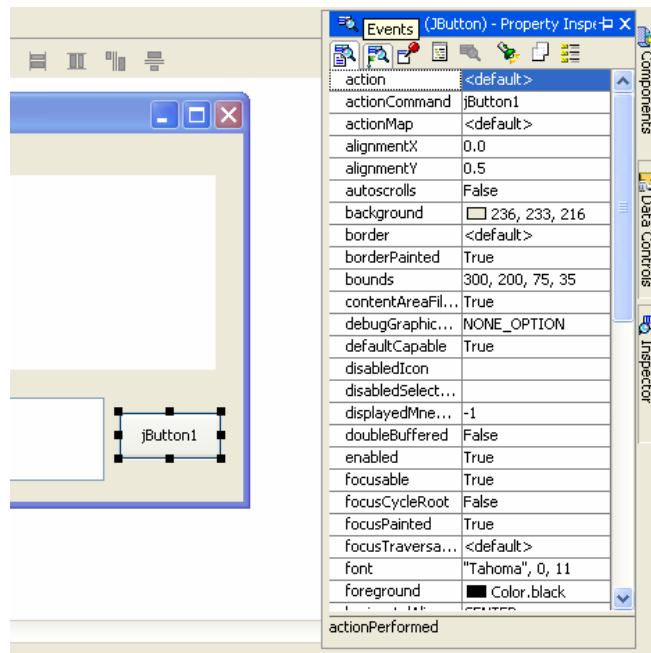 Events (JButton) - Property Inspe
action <default>
actionCommand jButton1
actionMap <default>
alignmentX 0.0
alignmentY 0.5
autoscrolls False
background 236, 233, 216
border <default>
borderPainted True
bounds 300, 200, 75, 35
contentAreaFil... True
debugGraphic... NONE_OPTION
defaultCapable True
disabledIcon
disabledSelect...
displayedMne... -1
doubleBuffered False
enabled True
focusable True
focusCycleRoot False
focusPainted True
focusTraversa... <default>
font "Tahoma", 0, 11
foreground Color.black
actionPerformed
jButton1
Components
Data Controls
Inspector